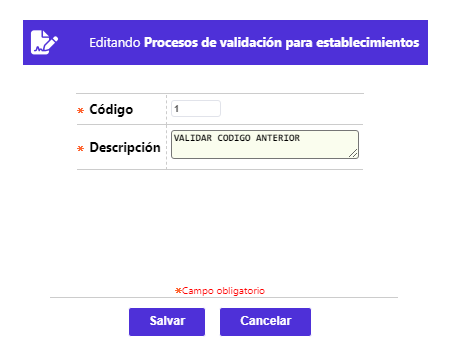 Editando Procesos de validación para establecimientos
* Código 1
* Descripción VALIDAR CODIGO ANTERIOR
*Campo obligatorio
Salvar Cancelar